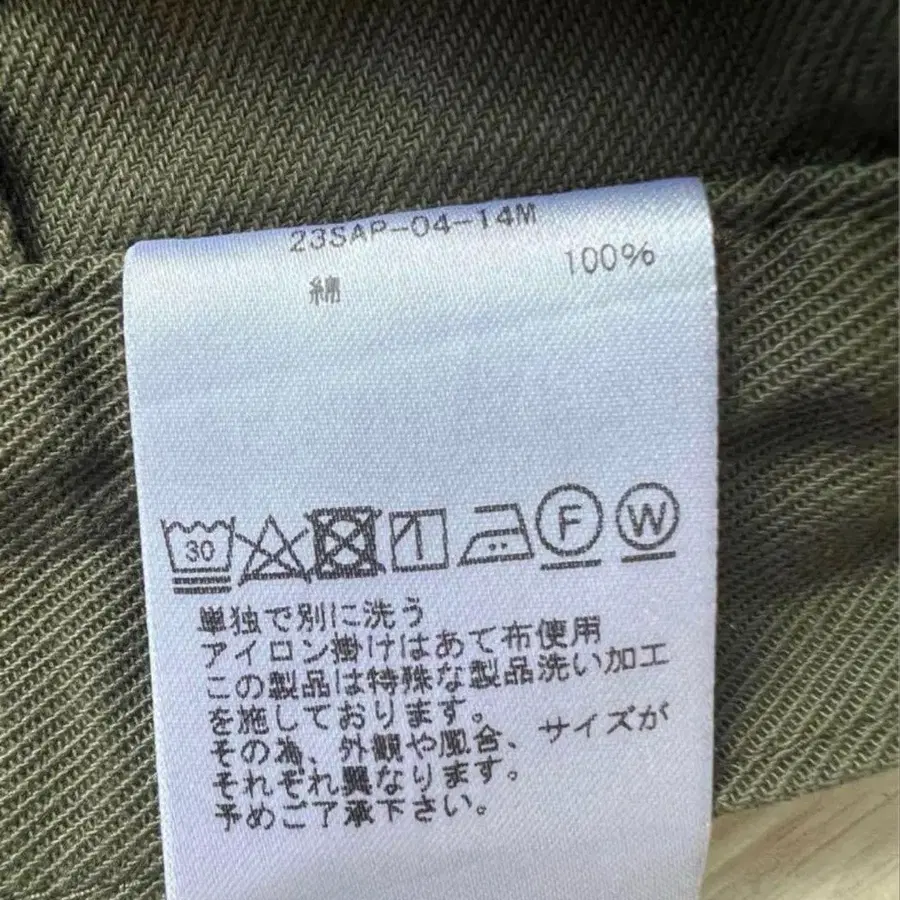 23SAP-04-14M
綿 100%
30 F W
単独で別に洗う
アイロン掛けはあて布使用
この製品は特殊な製品洗い加工
を施しております。
その為、外観や風合、サイズが
それぞれ異なります。
予めご了承下さい。